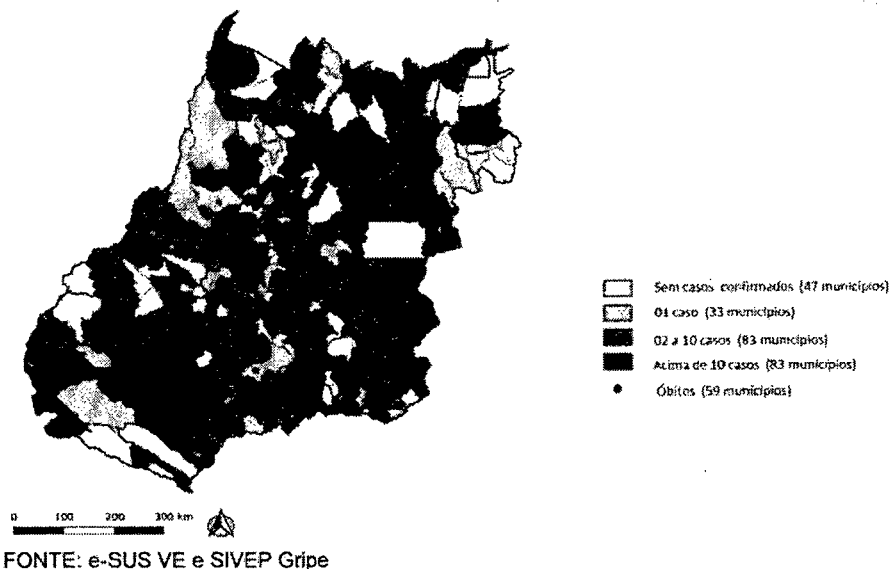 Sem casos confirmados (47 municípios)
01 caso (33 municípios)
02 a 10 casos (83 municípios)
Acima de 10 casos (83 municípios)
Óbitos (59 municípios)
0 100 200 300 km
FONTE: e-SUS VE e SIVEP Gripe